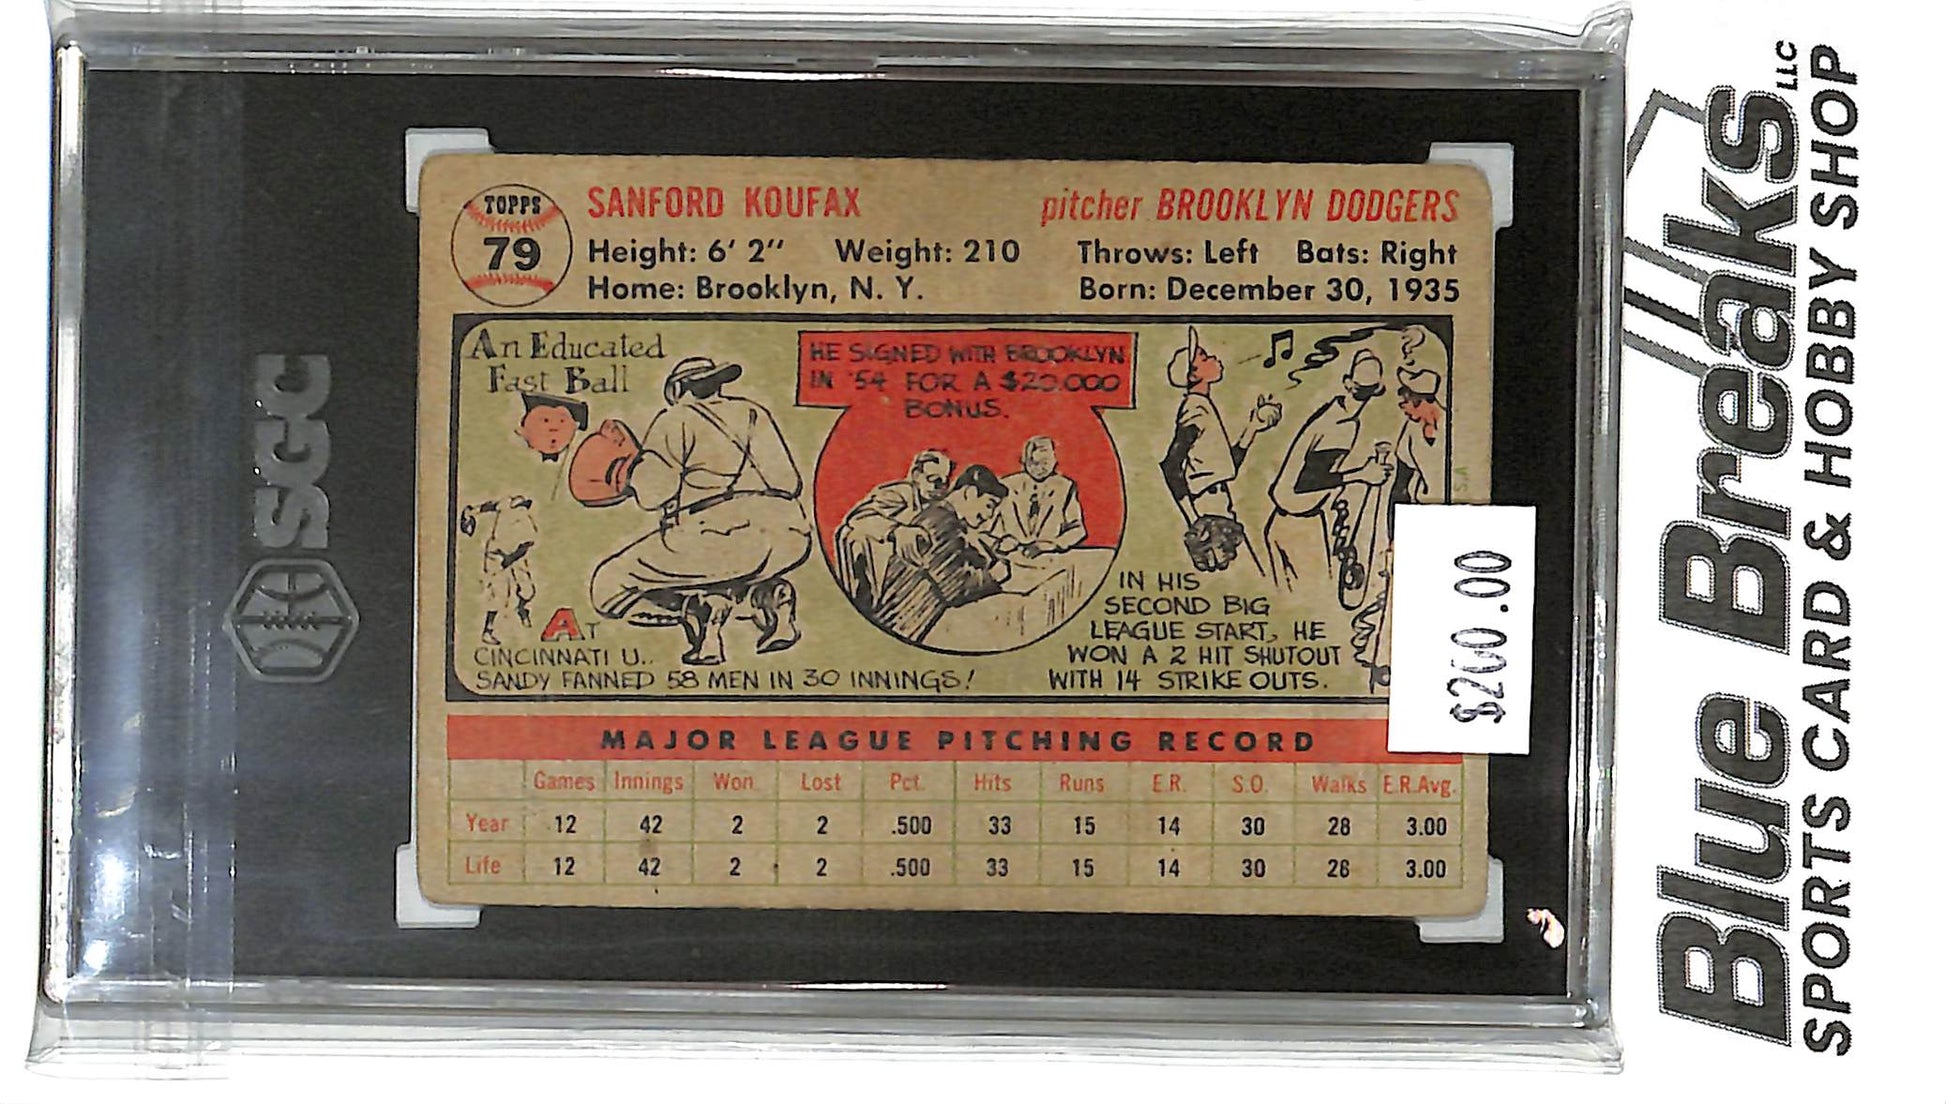 TOPPS
79
SANFORD KOUFAX
pitcher BROOKLYN DODGERS
Height: 6' 2" Weight: 210 Throws: Left Bats: Right
Home: Brooklyn, N. Y. Born: December 30, 1935
An Educated
Fast Ball
HE SIGNED WITH BROOKLYN
IN '54 FOR A $20,000
BONUS.
AT
CINCINNATI U..
SANDY FANNED 58 MEN IN 30 INNINGS!
IN HIS
SECOND BIG
LEAGUE START, HE
WON A 2 HIT SHUTOUT
WITH 14 STRIKE OUTS.
MAJOR LEAGUE PITCHING RECORD
Games Innings Won Lost Pct. Hits Runs E.R. S.O. Walks E.R.Avg.
Year 12 42 2 2 .500 33 15 14 30 28 3.00
Life 12 42 2 2 .500 33 15 14 30 28 3.00
SGC
$200.00
Blue Breaks LLC
SPORTS CARD & HOBBY SHOP